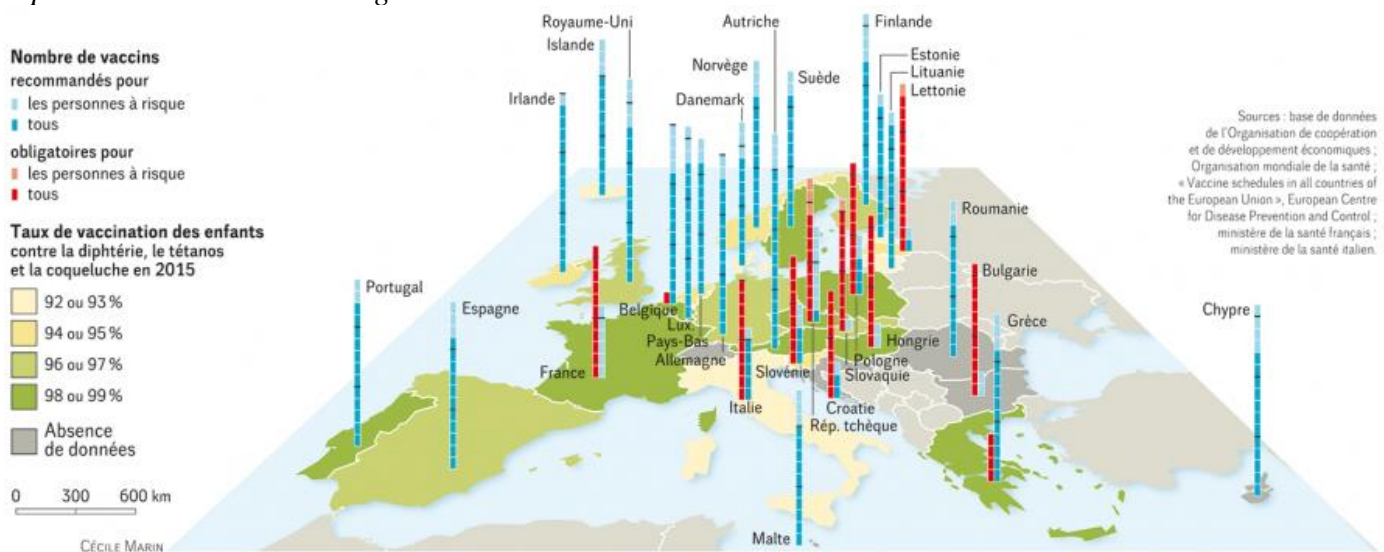 Nombre de vaccins
recommandés pour
les personnes à risque
tous
obligatoires pour
les personnes à risque
tous
Taux de vaccination des enfants
contre la diphtérie, le tétanos
et la coqueluche en 2015
92 ou 93 %
94 ou 95 %
96 ou 97 %
98 ou 99 %
Absence
de données
0 300 600 km
CÉCILE MARIN
Royaume-Uni
Islande
Irlande
Norvège
Danemark
Autriche
Suède
Finlande
Estonie
Lituanie
Lettonie
Portugal
Espagne
France
Belgique
Lux.
Pays-Bas
Allemagne
Italie
Slovénie
Malte
Croatie
Rép. tchèque
Slovaquie
Pologne
Hongrie
Roumanie
Bulgarie
Grèce
Chypre
Sources : base de données
de l'Organisation de coopération
et de développement économiques ;
Organisation mondiale de la santé ;
« Vaccine schedules in all countries of
the European Union », European Centre
for Disease Prevention and Control ;
ministère de la santé français ;
ministère de la santé italien.